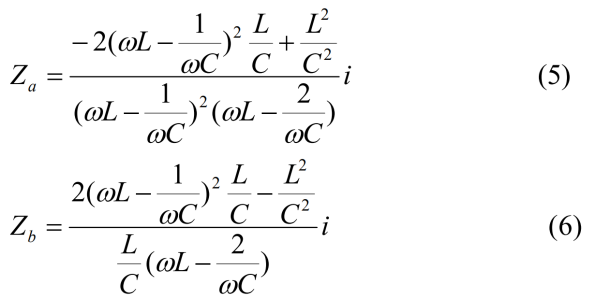 Z_a = \frac{-2(\omega L - \frac{1}{\omega C})^2 \frac{L}{C} + \frac{L^2}{C^2}}{(\omega L - \frac{1}{\omega C})^2 (\omega L - \frac{2}{\omega C})} i \quad (5)
Z_b = \frac{2(\omega L - \frac{1}{\omega C})^2 \frac{L}{C} - \frac{L^2}{C^2}}{\frac{L}{C} (\omega L - \frac{2}{\omega C})} i \quad (6)